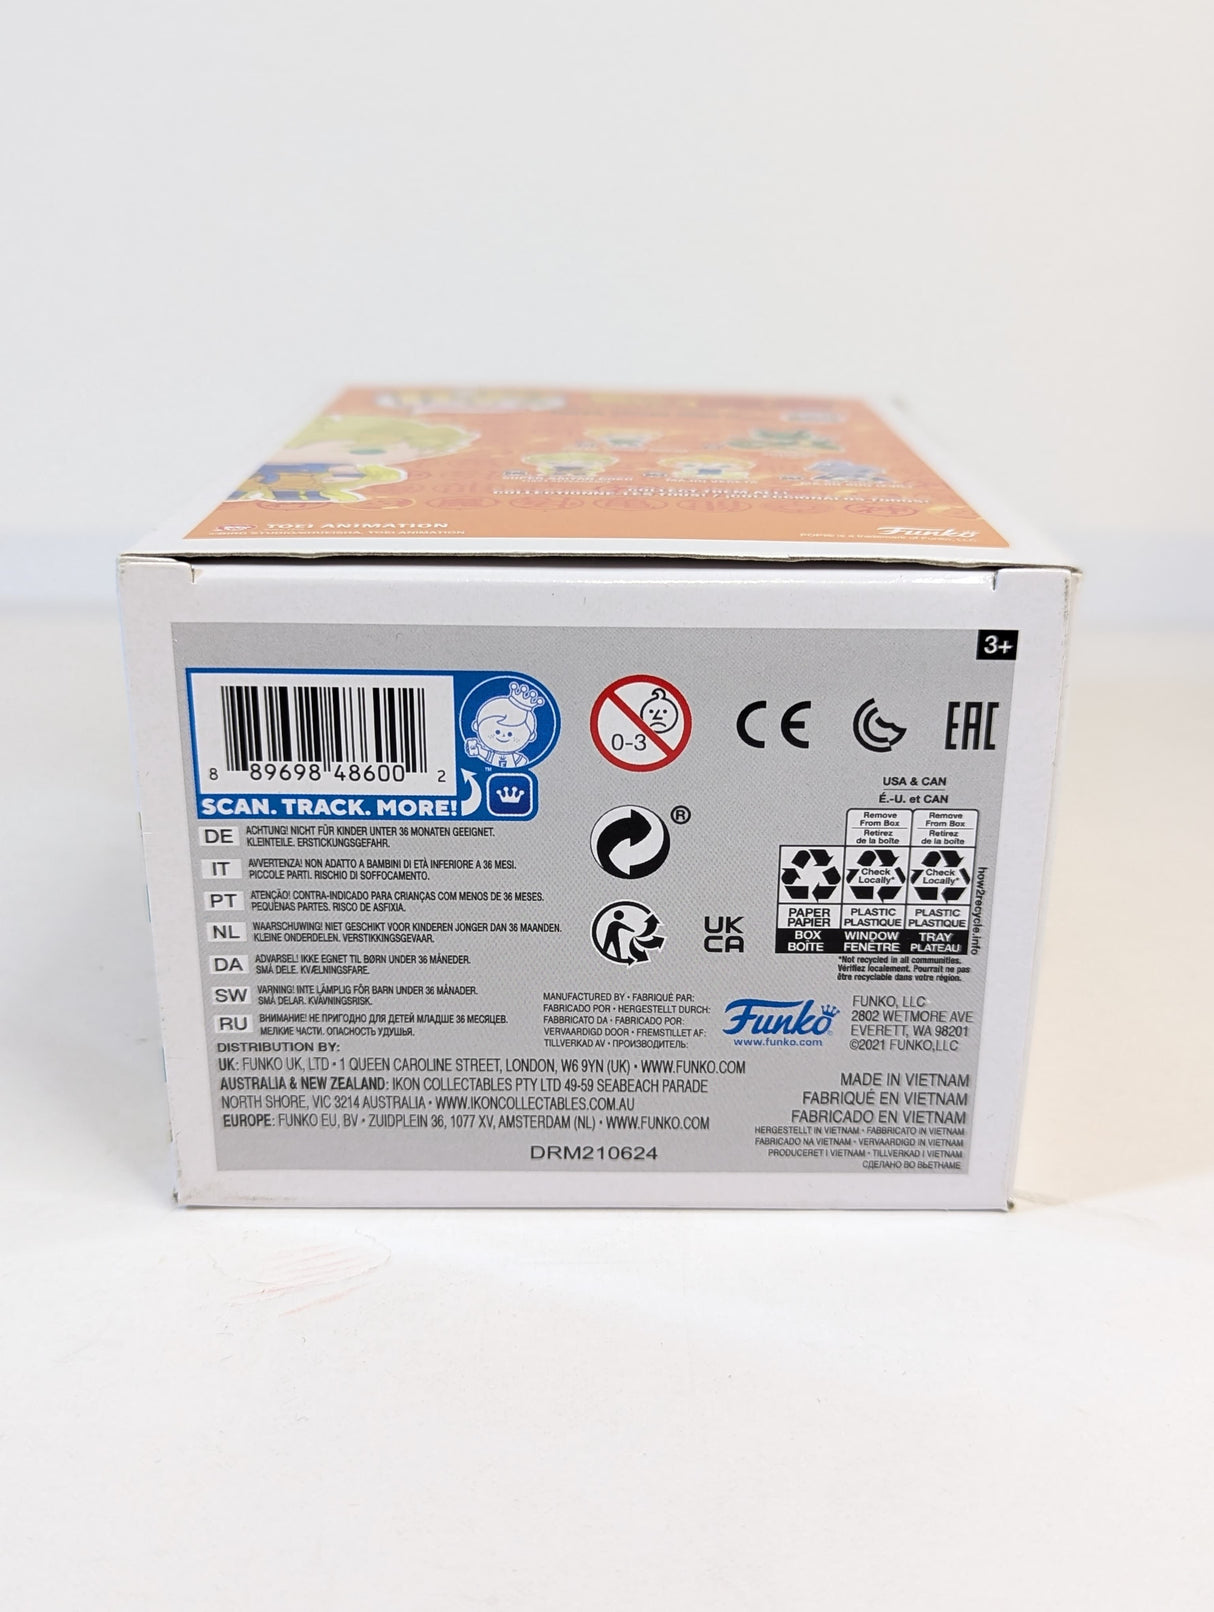 COLLECT THEM ALL!
TOEI ANIMATION
Funko
3+
8 89698 48600 2
SCAN. TRACK. MORE!
™
0-3
CE
EAC
®
UK
CA
USA & CAN
É.-U. et CAN
Remove From Box
Retirez de la boîte
Remove From Box
Retirez de la boîte
Check Locally*
Check Locally*
PAPER
PAPIER
BOX
BOÎTE
PLASTIC
PLASTIQUE
WINDOW
FENÊTRE
PLASTIC
PLASTIQUE
TRAY
PLATEAU
how2recycle.info
*Not recycled in all communities.
Vérifiez localement. Pourrait ne pas
être recyclable dans votre région.
DE ACHTUNG! NICHT FÜR KINDER UNTER 36 MONATEN GEEIGNET.
KLEINTEILE. ERSTICKUNGSGEFAHR.
IT AVVERTENZA! NON ADATTO A BAMBINI DI ETÀ INFERIORE A 36 MESI.
PICCOLE PARTI. RISCHIO DI SOFFOCAMENTO.
PT ATENÇÃO! CONTRA-INDICADO PARA CRIANÇAS COM MENOS DE 36 MESES.
PEQUENAS PARTES. RISCO DE ASFIXIA.
NL WAARSCHUWING! NIET GESCHIKT VOOR KINDEREN JONGER DAN 36 MAANDEN.
KLEINE ONDERDELEN. VERSTIKKINGSGEVAAR.
DA ADVARSEL! IKKE EGNET TIL BØRN UNDER 36 MÅNEDER.
SMÅ DELE. KVÆLNINGSFARE.
SW VARNING! INTE LÄMPLIG FÖR BARN UNDER 36 MÅNADER.
SMÅ DELAR. KVÄVNINGSRISK.
RU ВНИМАНИЕ! НЕ ПРИГОДНО ДЛЯ ДЕТЕЙ МЛАДШЕ 36 МЕСЯЦЕВ.
МЕЛКИЕ ЧАСТИ. ОПАСНОСТЬ УДУШЬЯ.
MANUFACTURED BY • FABRIQUÉ PAR:
FABRICADO POR • HERGESTELLT DURCH:
FABBRICATO DA • FABRICADO POR:
VERVAARDIGD DOOR • FREMSTILLET AF:
TILLVERKAD AV • ПРОИЗВОДИТЕЛЬ:
Funko
www.funko.com
FUNKO, LLC
2802 WETMORE AVE
EVERETT, WA 98201
©2021 FUNKO,LLC
DISTRIBUTION BY:
UK: FUNKO UK, LTD • 1 QUEEN CAROLINE STREET, LONDON, W6 9YN (UK) • WWW.FUNKO.COM
AUSTRALIA & NEW ZEALAND: IKON COLLECTABLES PTY LTD 49-59 SEABEACH PARADE
NORTH SHORE, VIC 3214 AUSTRALIA • WWW.IKONCOLLECTABLES.COM.AU
EUROPE: FUNKO EU, BV • ZUIDPLEIN 36, 1077 XV, AMSTERDAM (NL) • WWW.FUNKO.COM
DRM210624
MADE IN VIETNAM
FABRIQUÉ EN VIETNAM
FABRICADO EN VIETNAM
HERGESTELLT IN VIETNAM • FABBRICATO IN VIETNAM
FABRICADO NA VIETNAM • VERVAARDIGD IN VIETNAM
PRODUCERET I VIETNAM • TILLVERKAD I VIETNAM
СДЕЛАНО ВО ВЬЕТНАМЕ